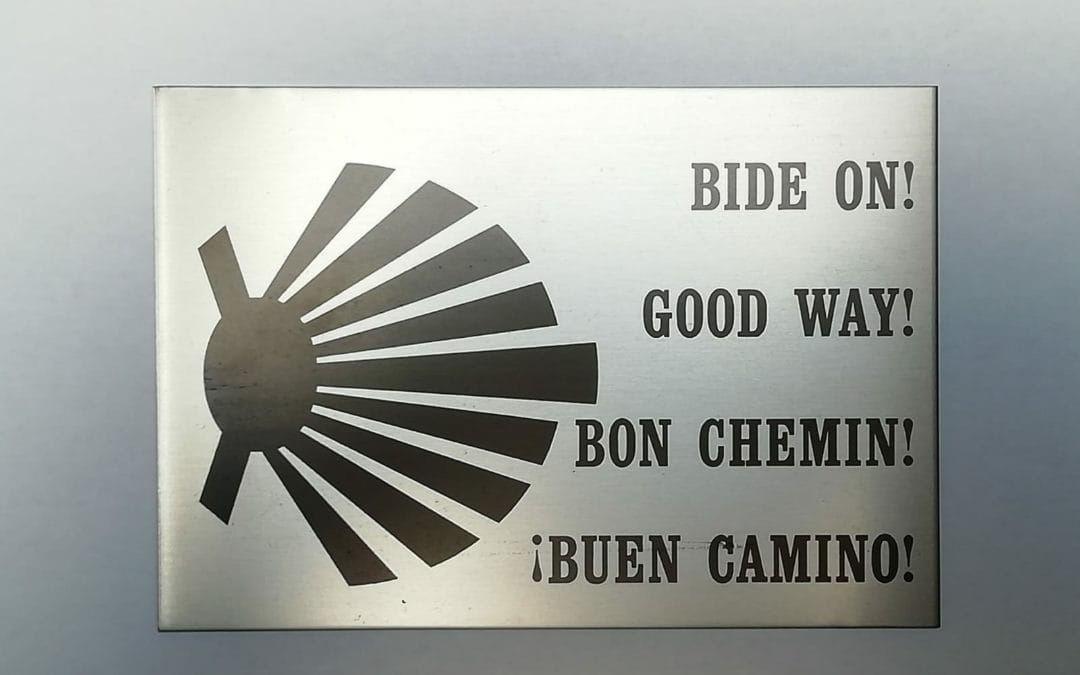 BIDE ON!
GOOD WAY!
BON CHEMIN!
¡BUEN CAMINO!